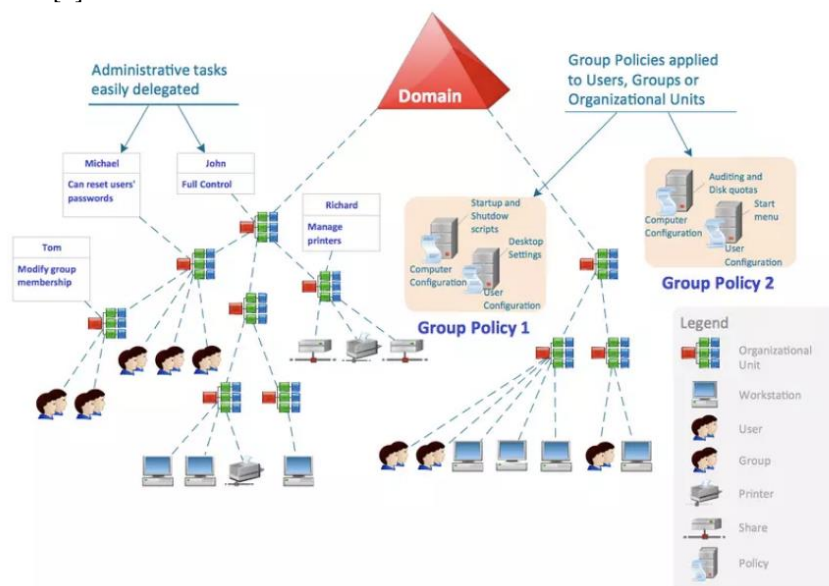 Administrative tasks
easily delegated
Domain
Group Policies applied
to Users, Groups or
Organizational Units
Michael
Can reset users'
passwords
John
Full Control
Richard
Manage
printers
Tom
Modify group
membership
Startup and
Shutdow
scripts
Desktop
Settings
Computer
Configuration
User
Configuration
Group Policy 1
Auditing and
Disk quotas
Start
menu
Computer
Configuration
User
Configuration
Group Policy 2
Legend
Organizational
Unit
Workstation
User
Group
Printer
Share
Policy